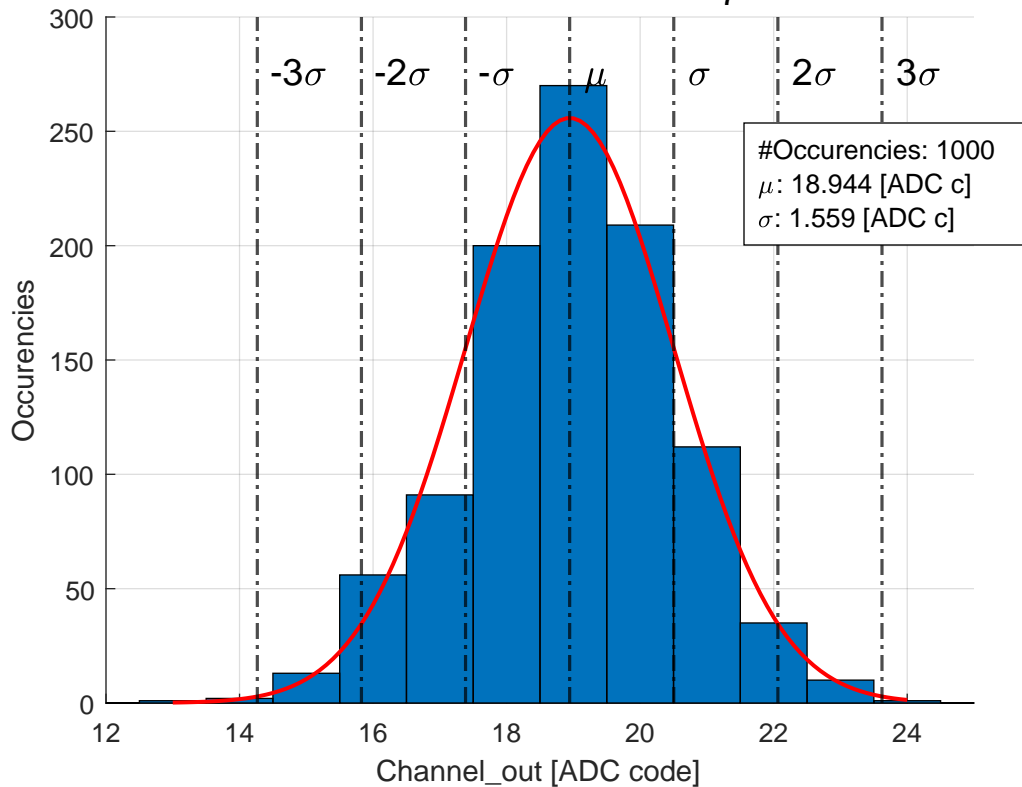 300
250
200
150
100
50
0
-3σ -2σ -σ μ σ 2σ 3σ
#Occurencies: 1000
μ: 18.944 [ADC c]
σ: 1.559 [ADC c]
Occurencies
12 14 16 18 20 22 24
Channel_out [ADC code]